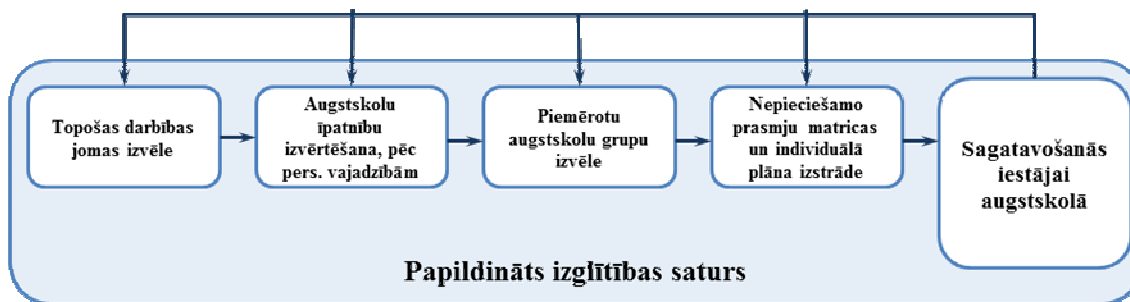 Topošas darbības
jomas izvēle
Augstskolu
īpatnību
izvērtēšana, pēc
pers. vajadzībām
Piemērotu
augstskolu grupu
izvēle
Nepieciešamo
prasmju matricas
un individuālā
plāna izstrāde
Sagatavošanās
iestājai
augstskolā
Papildināts izglītības saturs